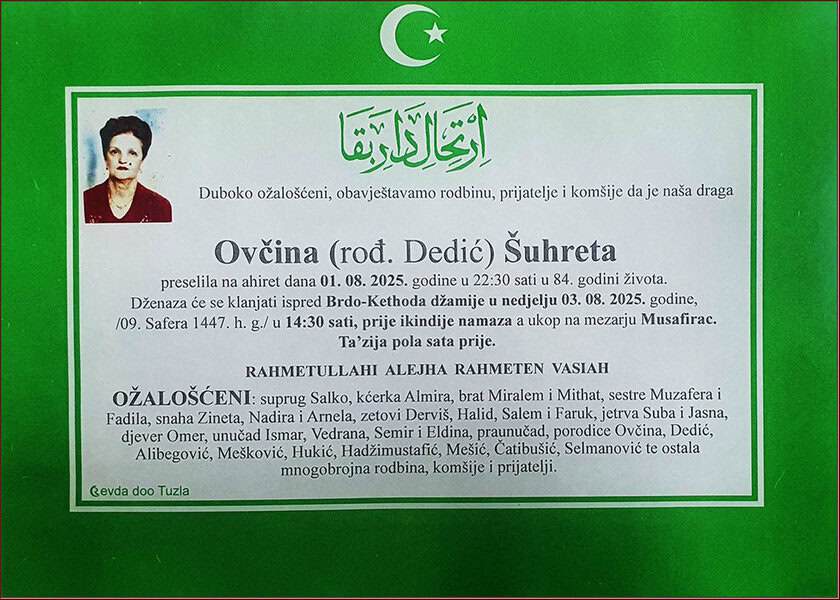 اِرْتِحَالِ دَارِ بَقَا
Duboko ožalošćeni, obavještavamo rodbinu, prijatelje i komšije da je naša draga
Ovčina (rođ. Dedić) Šuhreta
preselila na ahiret dana 01. 08. 2025. godine u 22:30 sati u 84. godini života.
Dženaza će se klanjati ispred Brdo-Kethoda džamije u nedjelju 03. 08. 2025. godine,
/09. Safera 1447. h. g./ u 14:30 sati, prije ikindije namaza a ukop na mezarju Musafirac.
Ta’zija pola sata prije.
RAHMETULLAHI ALEJHA RAHMETEN VASIAH
OŽALOŠĆENI: suprug Salko, kćerka Almira, brat Miralem i Mithat, sestre Muzafera i
Fadila, snaha Zineta, Nadira i Arnela, zetovi Derviš, Halid, Salem i Faruk, jetrva Suba i Jasna,
djever Omer, unučad Ismar, Vedrana, Semir i Eldina, praunučad, porodice Ovčina, Dedić,
Alibegović, Mešković, Hukić, Hadžimustafić, Mešić, Čatibušić, Selmanović te ostala
mnogobrojna rodbina, komšije i prijatelji.
evda doo Tuzla